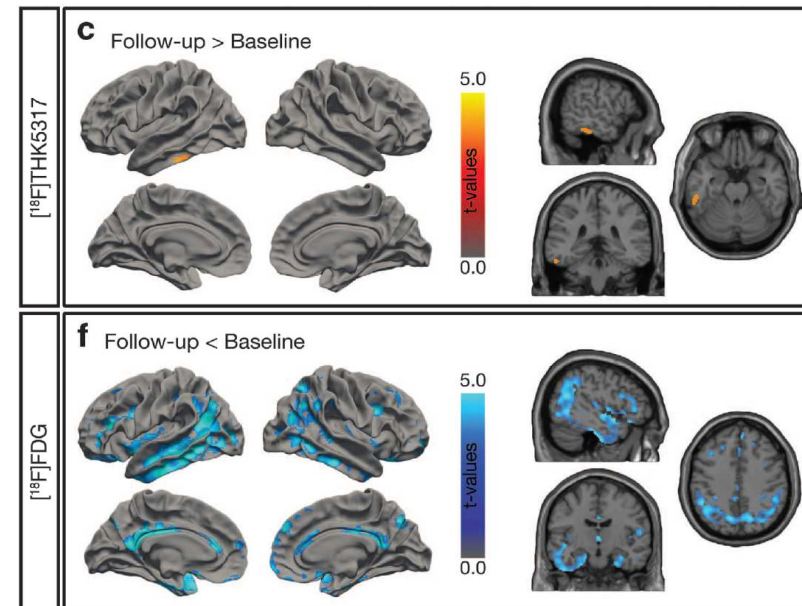 [¹⁸F]THK5317
c Follow-up > Baseline
5.0
t-values
0.0
[¹⁸F]FDG
f Follow-up < Baseline
5.0
t-values
0.0